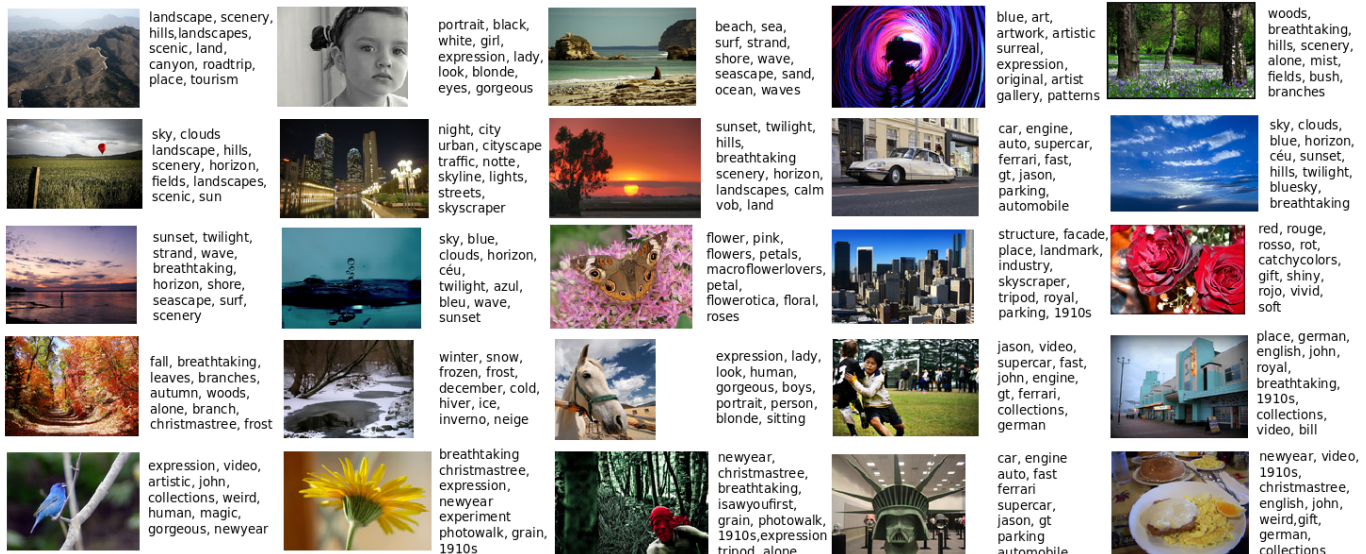 landscape, scenery,
hills,landscapes,
scenic, land,
canyon, roadtrip,
place, tourism
portrait, black,
white, girl,
expression, lady,
look, blonde,
eyes, gorgeous
beach, sea,
surf, strand,
shore, wave,
seascape, sand,
ocean, waves
blue, art,
artwork, artistic
surreal,
expression,
original, artist
gallery, patterns
woods,
breathtaking,
hills, scenery,
alone, mist,
fields, bush,
branches
sky, clouds
landscape, hills,
scenery, horizon,
fields, landscapes,
scenic, sun
night, city
urban, cityscape
traffic, notte,
skyline, lights,
streets,
skyscraper
sunset, twilight,
hills,
breathtaking
scenery, horizon,
landscapes, calm
vob, land
car, engine,
auto, supercar,
ferrari, fast,
gt, jason,
parking,
automobile
sky, clouds,
blue, horizon,
céu, sunset,
hills, twilight,
bluesky,
breathtaking
sunset, twilight,
strand, wave,
breathtaking,
horizon, shore,
seascape, surf,
scenery
sky, blue,
clouds, horizon,
céu,
twilight, azul,
bleu, wave,
sunset
flower, pink,
flowers, petals,
macroflowerlovers,
petal,
flowerotica, floral,
roses
structure, facade,
place, landmark,
industry,
skyscraper,
tripod, royal,
parking, 1910s
red, rouge,
rosso, rot,
catchycolors,
gift, shiny,
rojo, vivid,
soft
fall, breathtaking,
leaves, branches,
autumn, woods,
alone, branch,
christmastree, frost
winter, snow,
frozen, frost,
december, cold,
hiver, ice,
inverno, neige
expression, lady,
look, human,
gorgeous, boys,
portrait, person,
blonde, sitting
jason, video,
supercar, fast,
john, engine,
gt, ferrari,
collections,
german
place, german,
english, john,
royal,
breathtaking,
1910s,
collections,
video, bill
expression, video,
artistic, john,
collections, weird,
human, magic,
gorgeous, newyear
breathtaking
christmastree,
expression,
newyear
experiment
photowalk, grain,
1910s
newyear,
christmastree,
breathtaking,
isawyoufirst,
grain, photowalk,
1910s,expression
tripod, alone
car, engine
auto, fast
ferrari
supercar,
jason, gt
parking
automobile
newyear, video,
1910s,
christmastree,
english, john,
weird,gift,
german,
collections